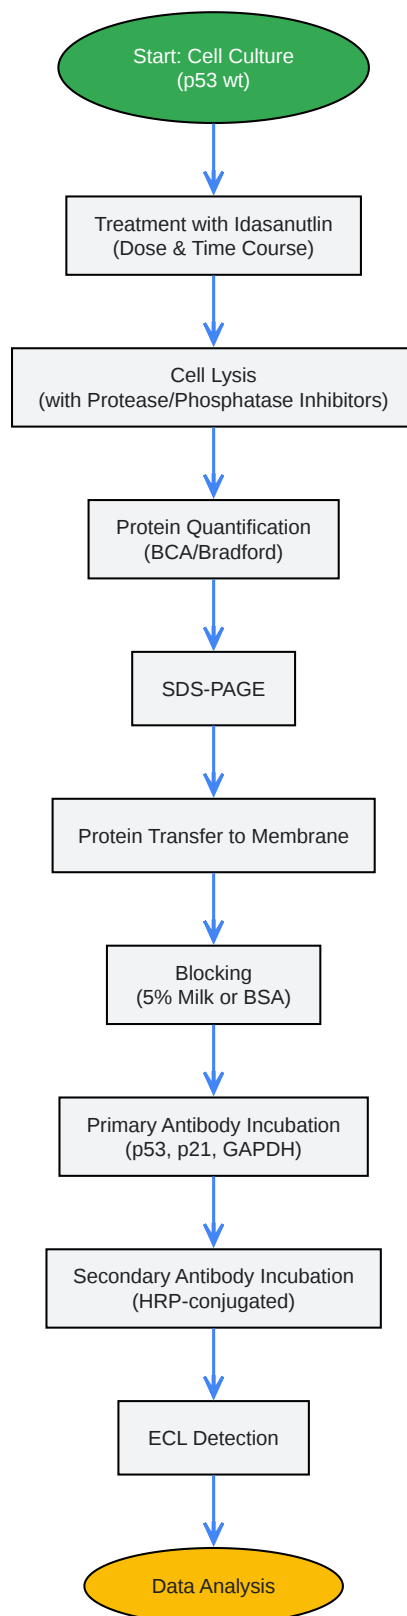 Start: Cell Culture
(p53 wt)
Treatment with Idasanutlin
(Dose & Time Course)
Cell Lysis
(with Protease/Phosphatase Inhibitors)
Protein Quantification
(BCA/Bradford)
SDS-PAGE
Protein Transfer to Membrane
Blocking
(5% Milk or BSA)
Primary Antibody Incubation
(p53, p21, GAPDH)
Secondary Antibody Incubation
(HRP-conjugated)
ECL Detection
Data Analysis